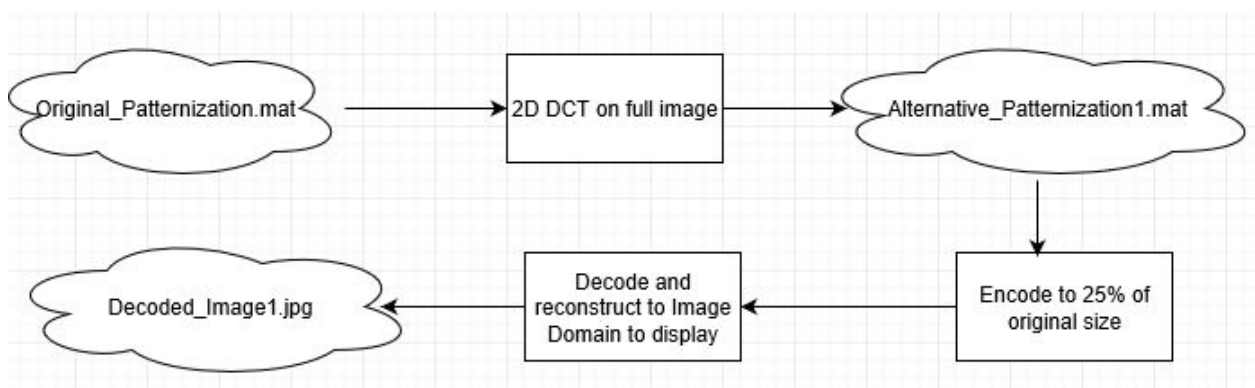 Original_Patternization.mat
2D DCT on full image
Alternative_Patternization1.mat
Encode to 25% of
original size
Decode and
reconstruct to Image
Domain to display
Decoded_Image1.jpg